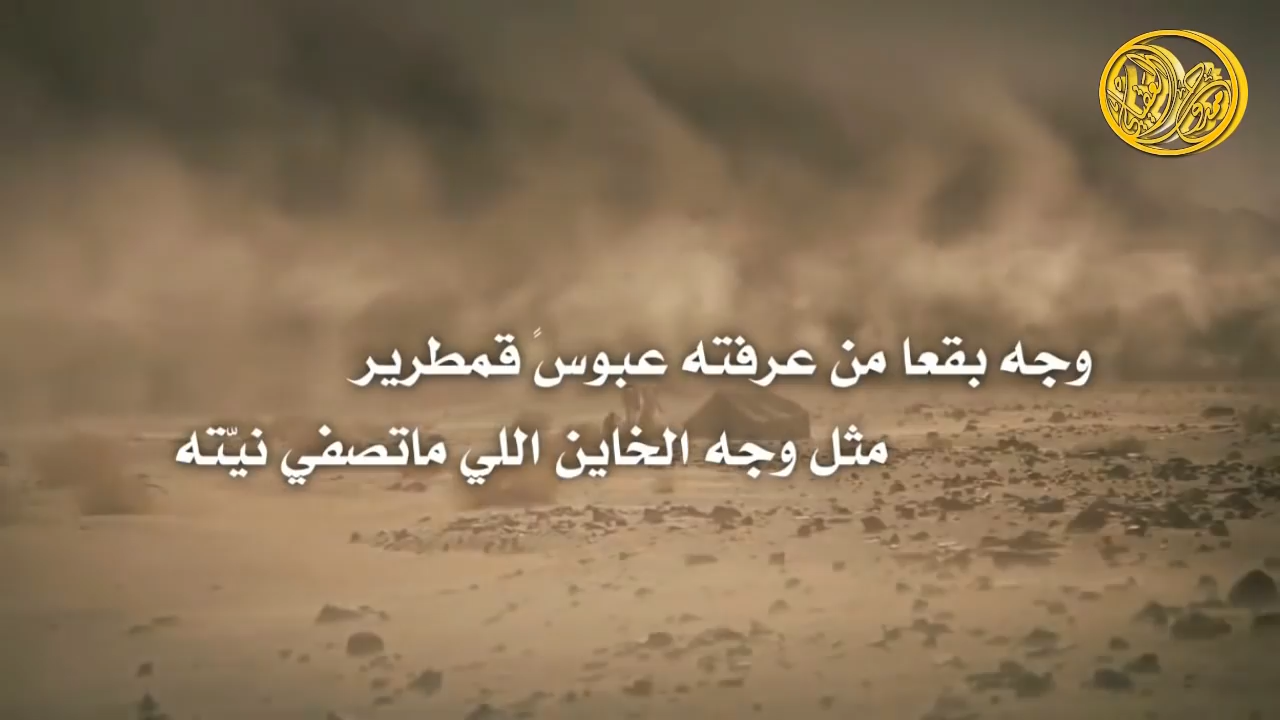 وجه بقعا من عرفته عبوسً قمطرير
مثل وجه الخاين اللي ماتصفي نيّته